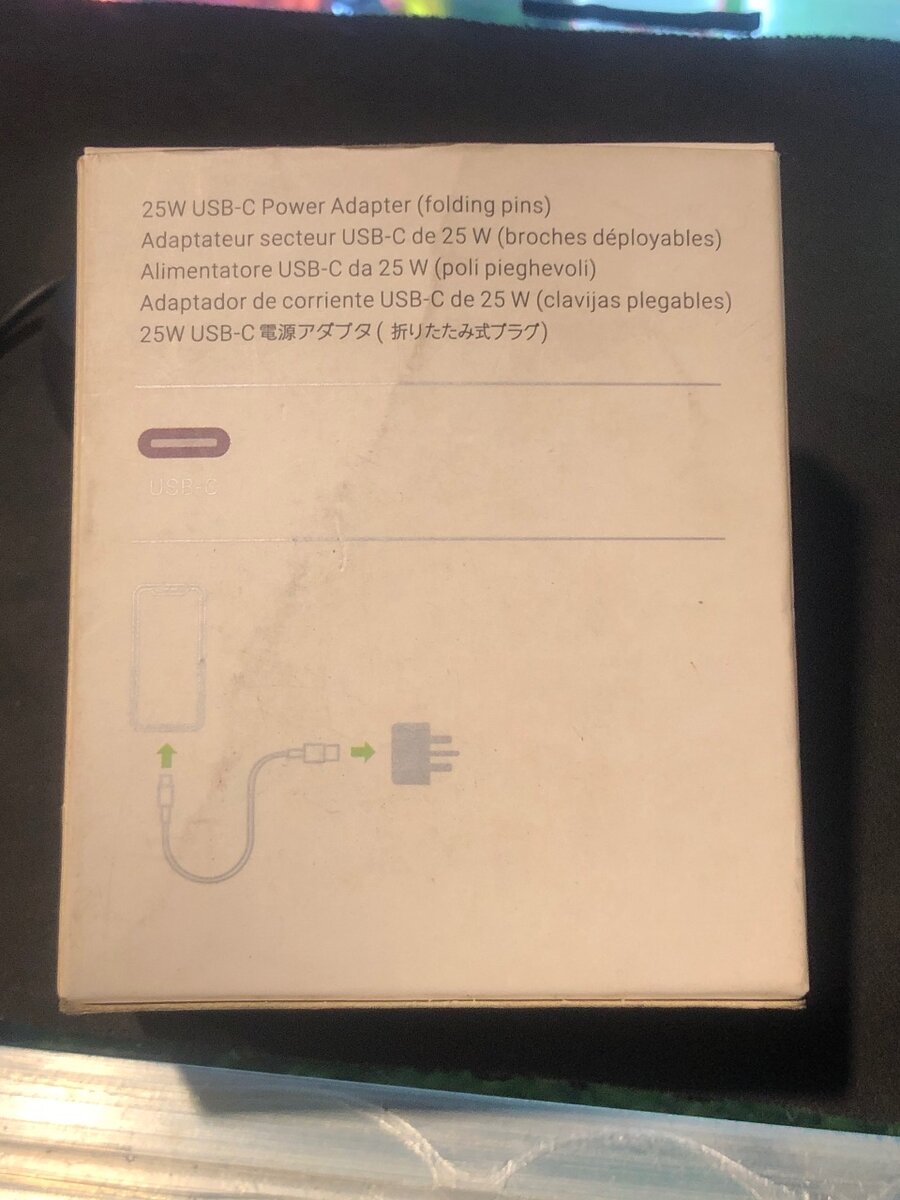 25W USB-C Power Adapter (folding pins)
Adaptateur secteur USB-C de 25 W (broches déployables)
Alimentatore USB-C da 25 W (poli pieghevoli)
Adaptador de corriente USB-C de 25 W (clavijas plegables)
25W USB-C 電源アダプタ ( 折りたたみ式プラグ)
USB-C